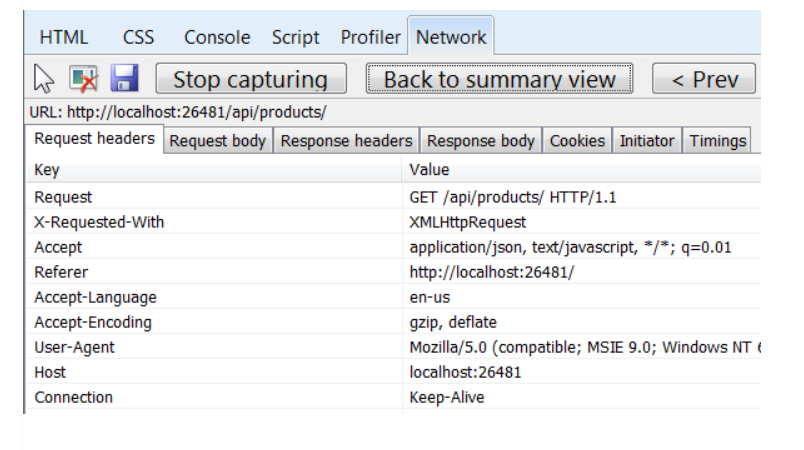 HTML CSS Console Script Profiler Network
Stop capturing Back to summary view < Prev
URL: http://localhost:26481/api/products/
Request headers Request body Response headers Response body Cookies Initiator Timings
Key Value
Request GET /api/products/ HTTP/1.1
X-Requested-With XMLHttpRequest
Accept application/json, text/javascript, */*; q=0.01
Referer http://localhost:26481/
Accept-Language en-us
Accept-Encoding gzip, deflate
User-Agent Mozilla/5.0 (compatible; MSIE 9.0; Windows NT
Host localhost:26481
Connection Keep-Alive